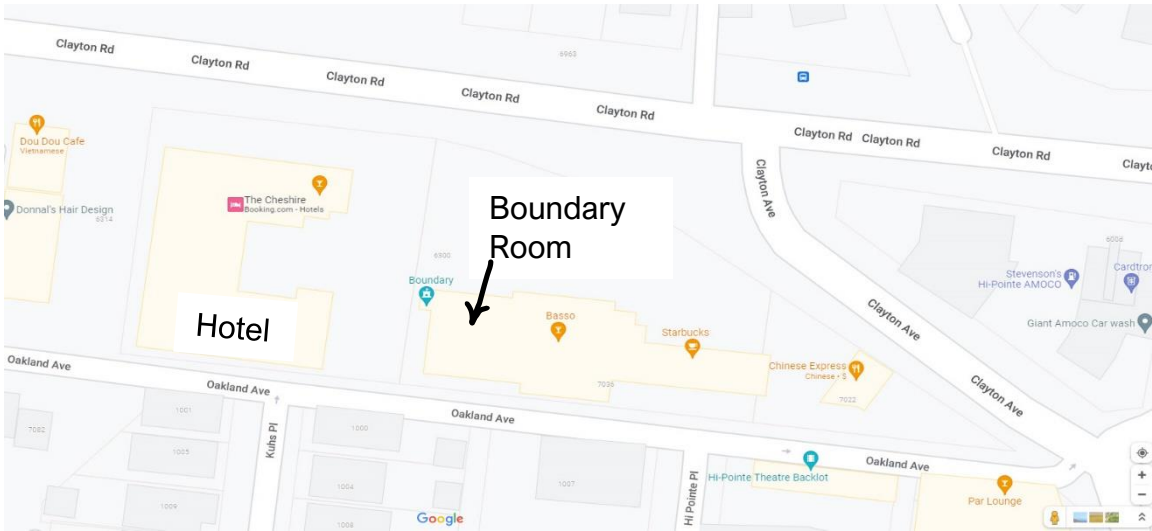 Clayton Rd
Clayton Rd
Clayton Rd
Clayton Rd
Clayton Rd
Clayton Rd
Clayton Rd
Clayton Rd
Clayto
6965
Dou Dou Cafe
Vietnamese
Donnal's Hair Design
6914
The Cheshire
Booking.com - Hotels
Boundary
Room
6900
Boundary
Hotel
Basso
Starbucks
7036
Chinese Express
Chinese • $
7022
Clayton Ave
Clayton Ave
Clayton Ave
6006
Stevenson's
Hi-Pointe AMOCO
Cardtron
Giant Amoco Car wash
Oakland Ave
Oakland Ave
Oakland Ave
Oakland Ave
Kuhs Pl
Hi Pointe Pl
7002
1001
1005
1009
1000
1004
1008
1007
Hi-Pointe Theatre Backlot
Par Lounge
Google